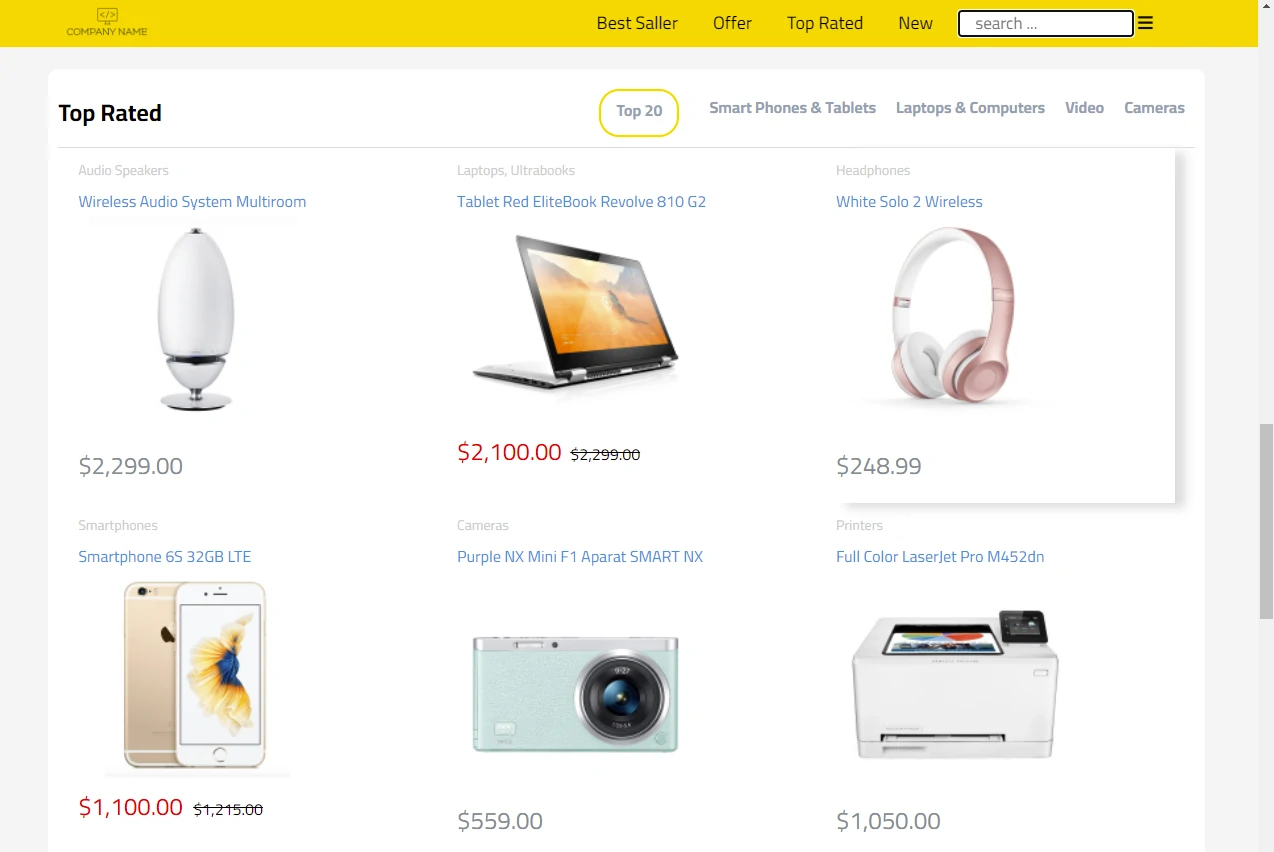 </>
COMPANY NAME
Best Saller
Offer
Top Rated
New
search ...
Top Rated
Top 20
Smart Phones & Tablets
Laptops & Computers
Video
Cameras
Audio Speakers
Wireless Audio System Multiroom
$2,299.00
Laptops, Ultrabooks
Tablet Red EliteBook Revolve 810 G2
$2,100.00 $2,299.00
Headphones
White Solo 2 Wireless
$248.99
Smartphones
Smartphone 6S 32GB LTE
$1,100.00 $1,215.00
Cameras
Purple NX Mini F1 Aparat SMART NX
9-27
$559.00
Printers
Full Color LaserJet Pro M452dn
$1,050.00